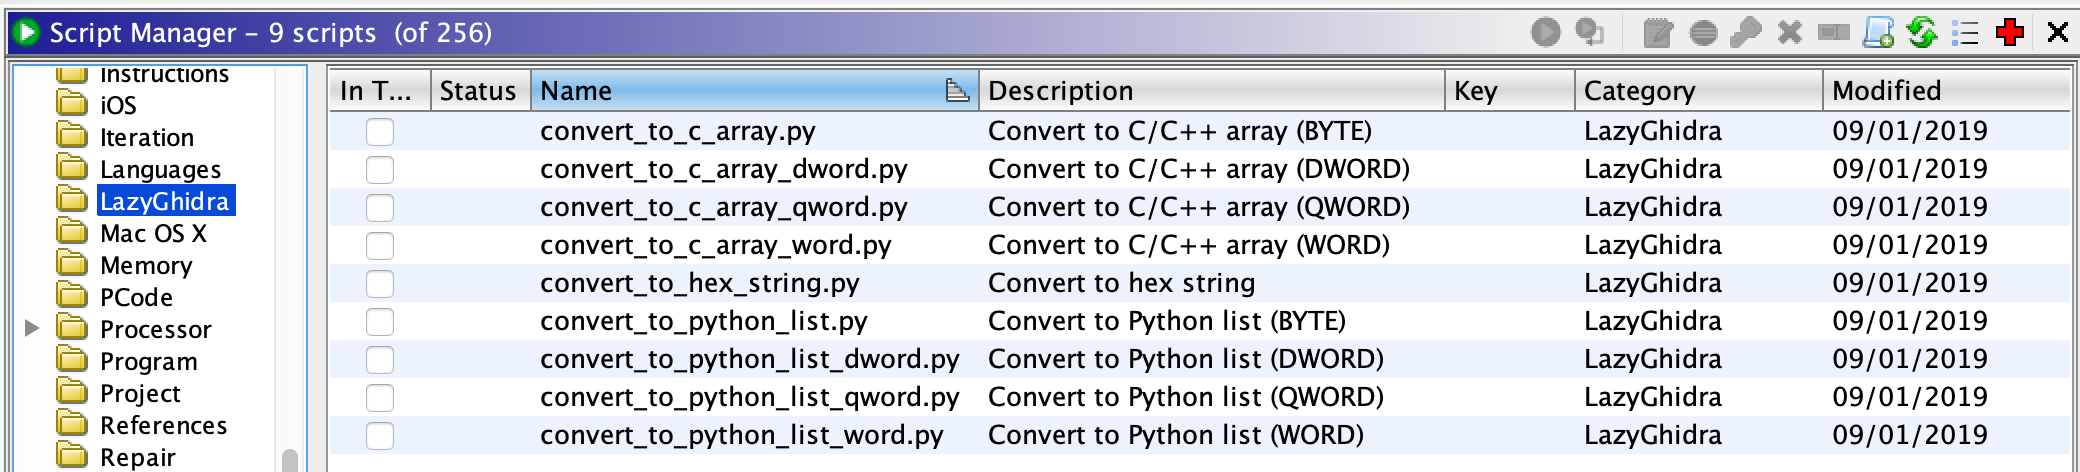 Script Manager – 9 scripts (of 256)
Instructions
iOS
Iteration
Languages
LazyGhidra
Mac OS X
Memory
PCode
Processor
Program
Project
References
Repair
In T... Status Name Description Key Category Modified
convert_to_c_array.py Convert to C/C++ array (BYTE) LazyGhidra 09/01/2019
convert_to_c_array_dword.py Convert to C/C++ array (DWORD) LazyGhidra 09/01/2019
convert_to_c_array_qword.py Convert to C/C++ array (QWORD) LazyGhidra 09/01/2019
convert_to_c_array_word.py Convert to C/C++ array (WORD) LazyGhidra 09/01/2019
convert_to_hex_string.py Convert to hex string LazyGhidra 09/01/2019
convert_to_python_list.py Convert to Python list (BYTE) LazyGhidra 09/01/2019
convert_to_python_list_dword.py Convert to Python list (DWORD) LazyGhidra 09/01/2019
convert_to_python_list_qword.py Convert to Python list (QWORD) LazyGhidra 09/01/2019
convert_to_python_list_word.py Convert to Python list (WORD) LazyGhidra 09/01/2019